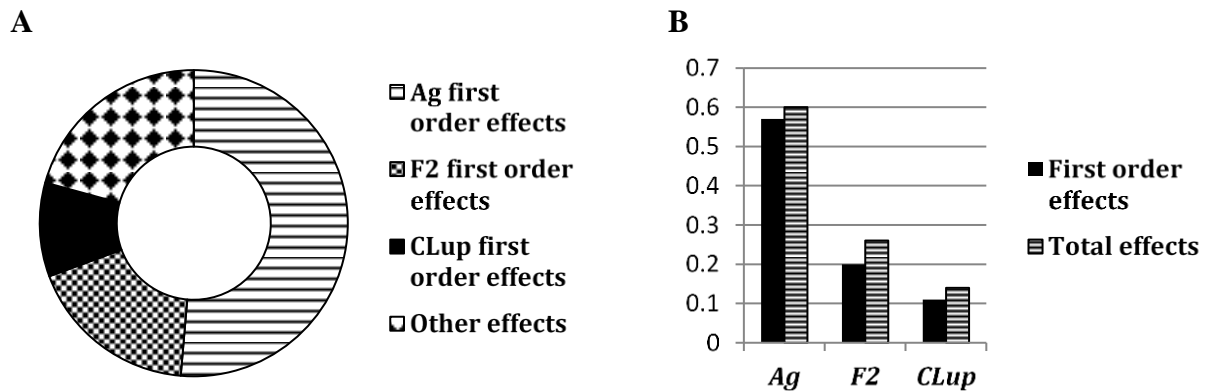 A
Ag first
order effects
F2 first order
effects
CLup first
order effects
Other effects
B
0.7
0.6
0.5
0.4
0.3
0.2
0.1
0
Ag F2 CLup
First order
effects
Total effects